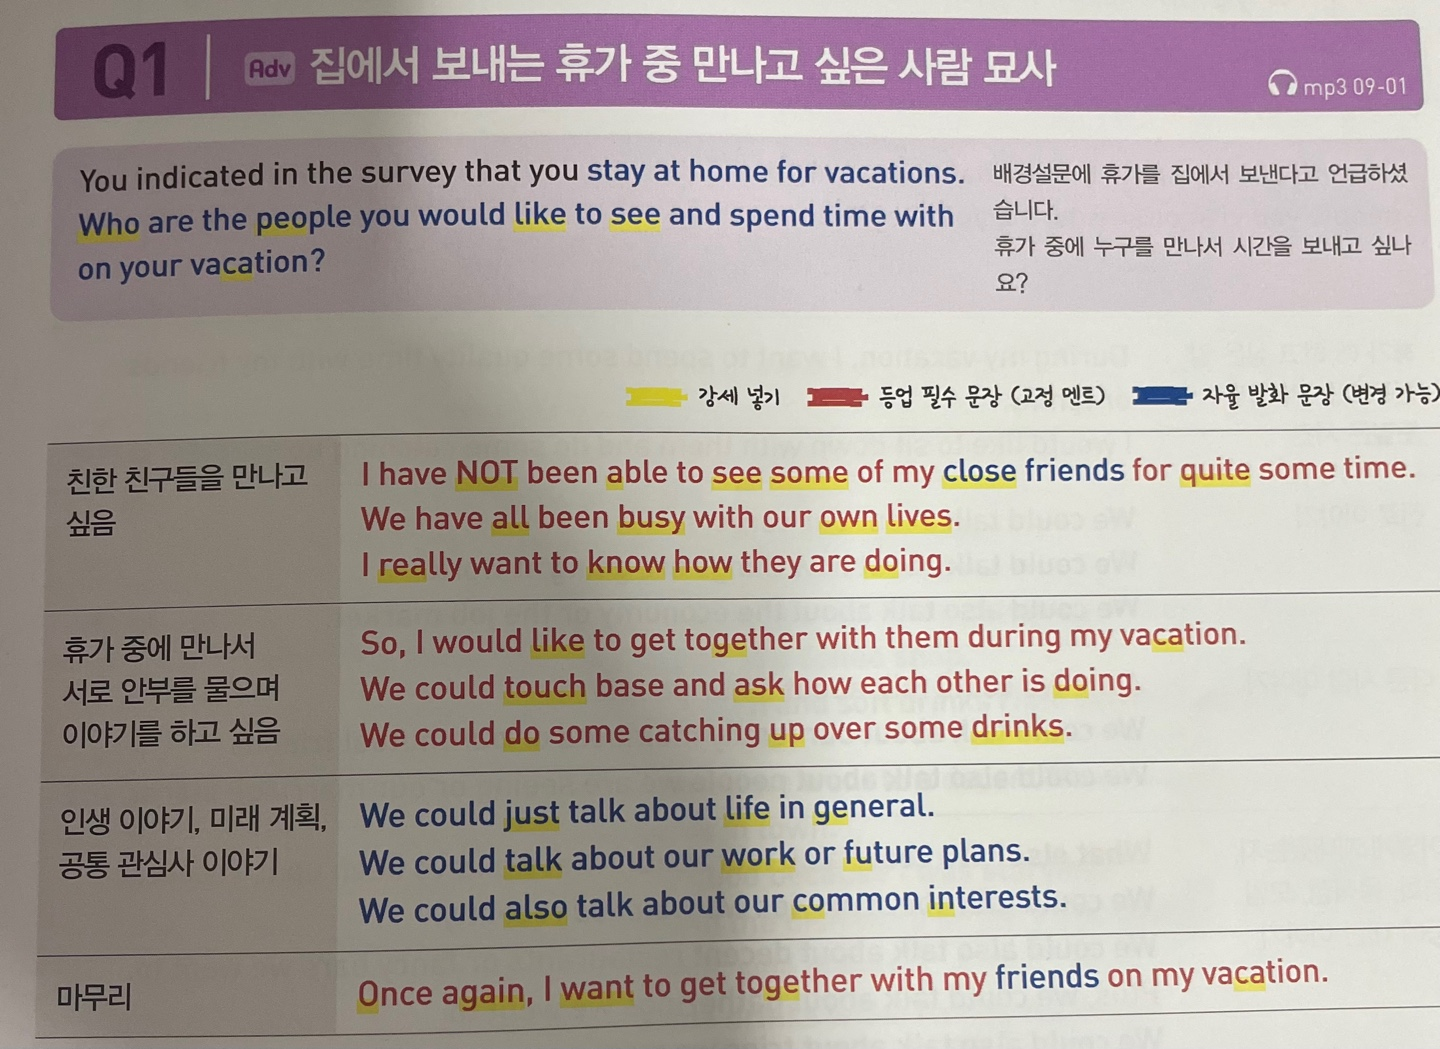 Q1
Adv 집에서 보내는 휴가 중 만나고 싶은 사람 묘사
mp3 09-01
You indicated in the survey that you stay at home for vacations.
Who are the people you would like to see and spend time with
on your vacation?
배경설문에 휴가를 집에서 보낸다고 언급하셨
습니다.
휴가 중에 누구를 만나서 시간을 보내고 싶나
요?
강세 넣기 등업 필수 문장 (고정 멘트) 자율 발화 문장 (변경 가능)
친한 친구들을 만나고
싶음
I have NOT been able to see some of my close friends for quite some time.
We have all been busy with our own lives.
I really want to know how they are doing.
휴가 중에 만나서
서로 안부를 물으며
이야기를 하고 싶음
So, I would like to get together with them during my vacation.
We could touch base and ask how each other is doing.
We could do some catching up over some drinks.
인생 이야기, 미래 계획,
공통 관심사 이야기
We could just talk about life in general.
We could talk about our work or future plans.
We could also talk about our common interests.
마무리
Once again, I want to get together with my friends on my vacation.